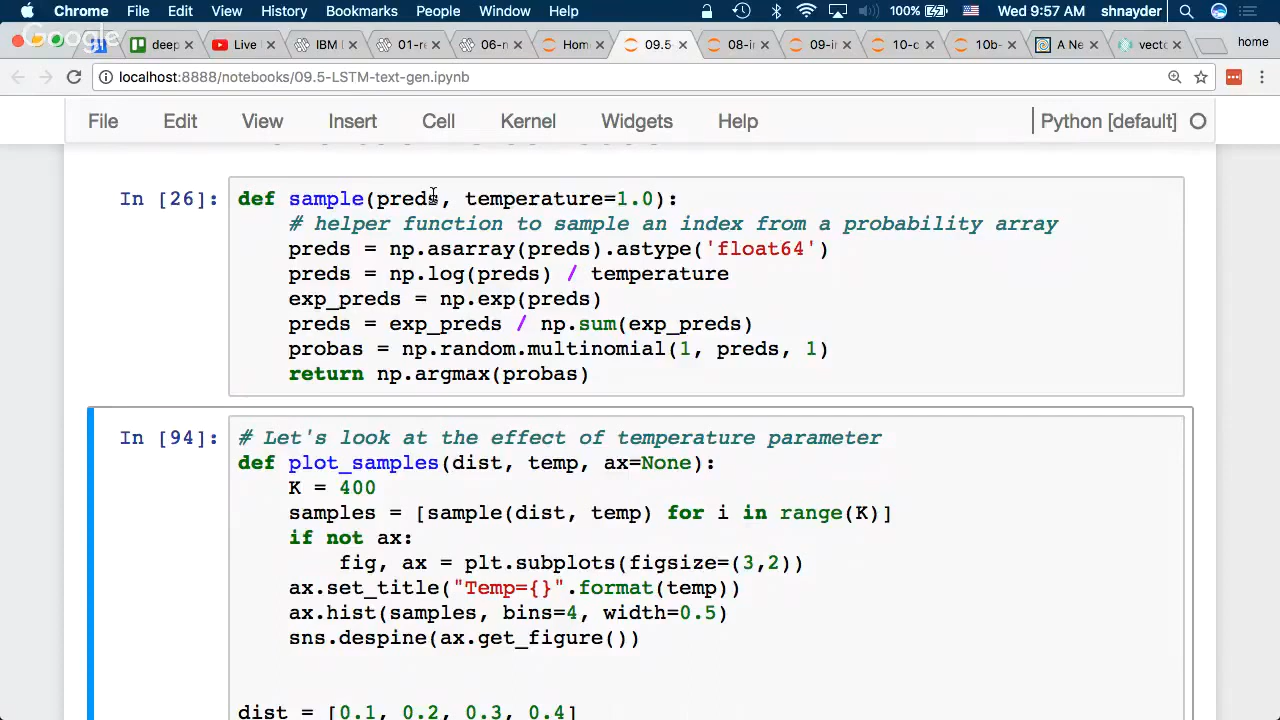 Chrome File Edit View History Bookmarks People Window Help 100% Wed 9:57 AM shnayder
Google
deep Live IBM 01-r 06-n Hom 09.5- 08-i 09-i 10-c 10b- A Ne vect home
localhost:8888/notebooks/09.5-LSTM-text-gen.ipynb
File Edit View Insert Cell Kernel Widgets Help Python [default]
In [26]: def sample(preds, temperature=1.0):
# helper function to sample an index from a probability array
preds = np.asarray(preds).astype('float64')
preds = np.log(preds) / temperature
exp_preds = np.exp(preds)
preds = exp_preds / np.sum(exp_preds)
probas = np.random.multinomial(1, preds, 1)
return np.argmax(probas)
In [94]: # Let's look at the effect of temperature parameter
def plot_samples(dist, temp, ax=None):
K = 400
samples = [sample(dist, temp) for i in range(K)]
if not ax:
fig, ax = plt.subplots(figsize=(3,2))
ax.set_title("Temp={}".format(temp))
ax.hist(samples, bins=4, width=0.5)
sns.despine(ax.get_figure())
dist = [0.1, 0.2, 0.3, 0.4]